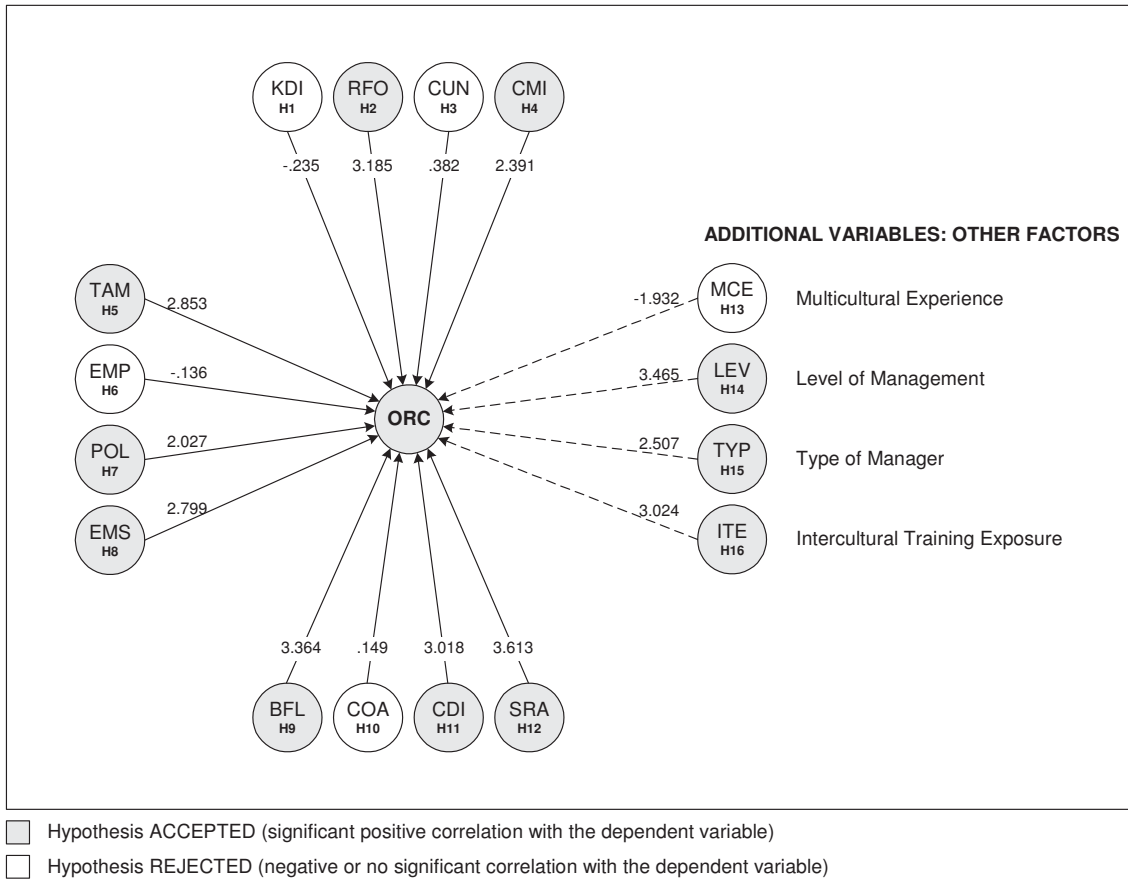 KDI
H1
RFO
H2
CUN
H3
CMI
H4
-.235
3.185
.382
2.391
ADDITIONAL VARIABLES: OTHER FACTORS
TAM
H5
2.853
EMP
H6
-.136
POL
H7
2.027
EMS
H8
2.799
ORC
-1.932
MCE
H13
Multicultural Experience
3.465
LEV
H14
Level of Management
2.507
TYP
H15
Type of Manager
3.024
ITE
H16
Intercultural Training Exposure
3.364
.149
3.018
3.613
BFL
H9
COA
H10
CDI
H11
SRA
H12
Hypothesis ACCEPTED (significant positive correlation with the dependent variable)
Hypothesis REJECTED (negative or no significant correlation with the dependent variable)